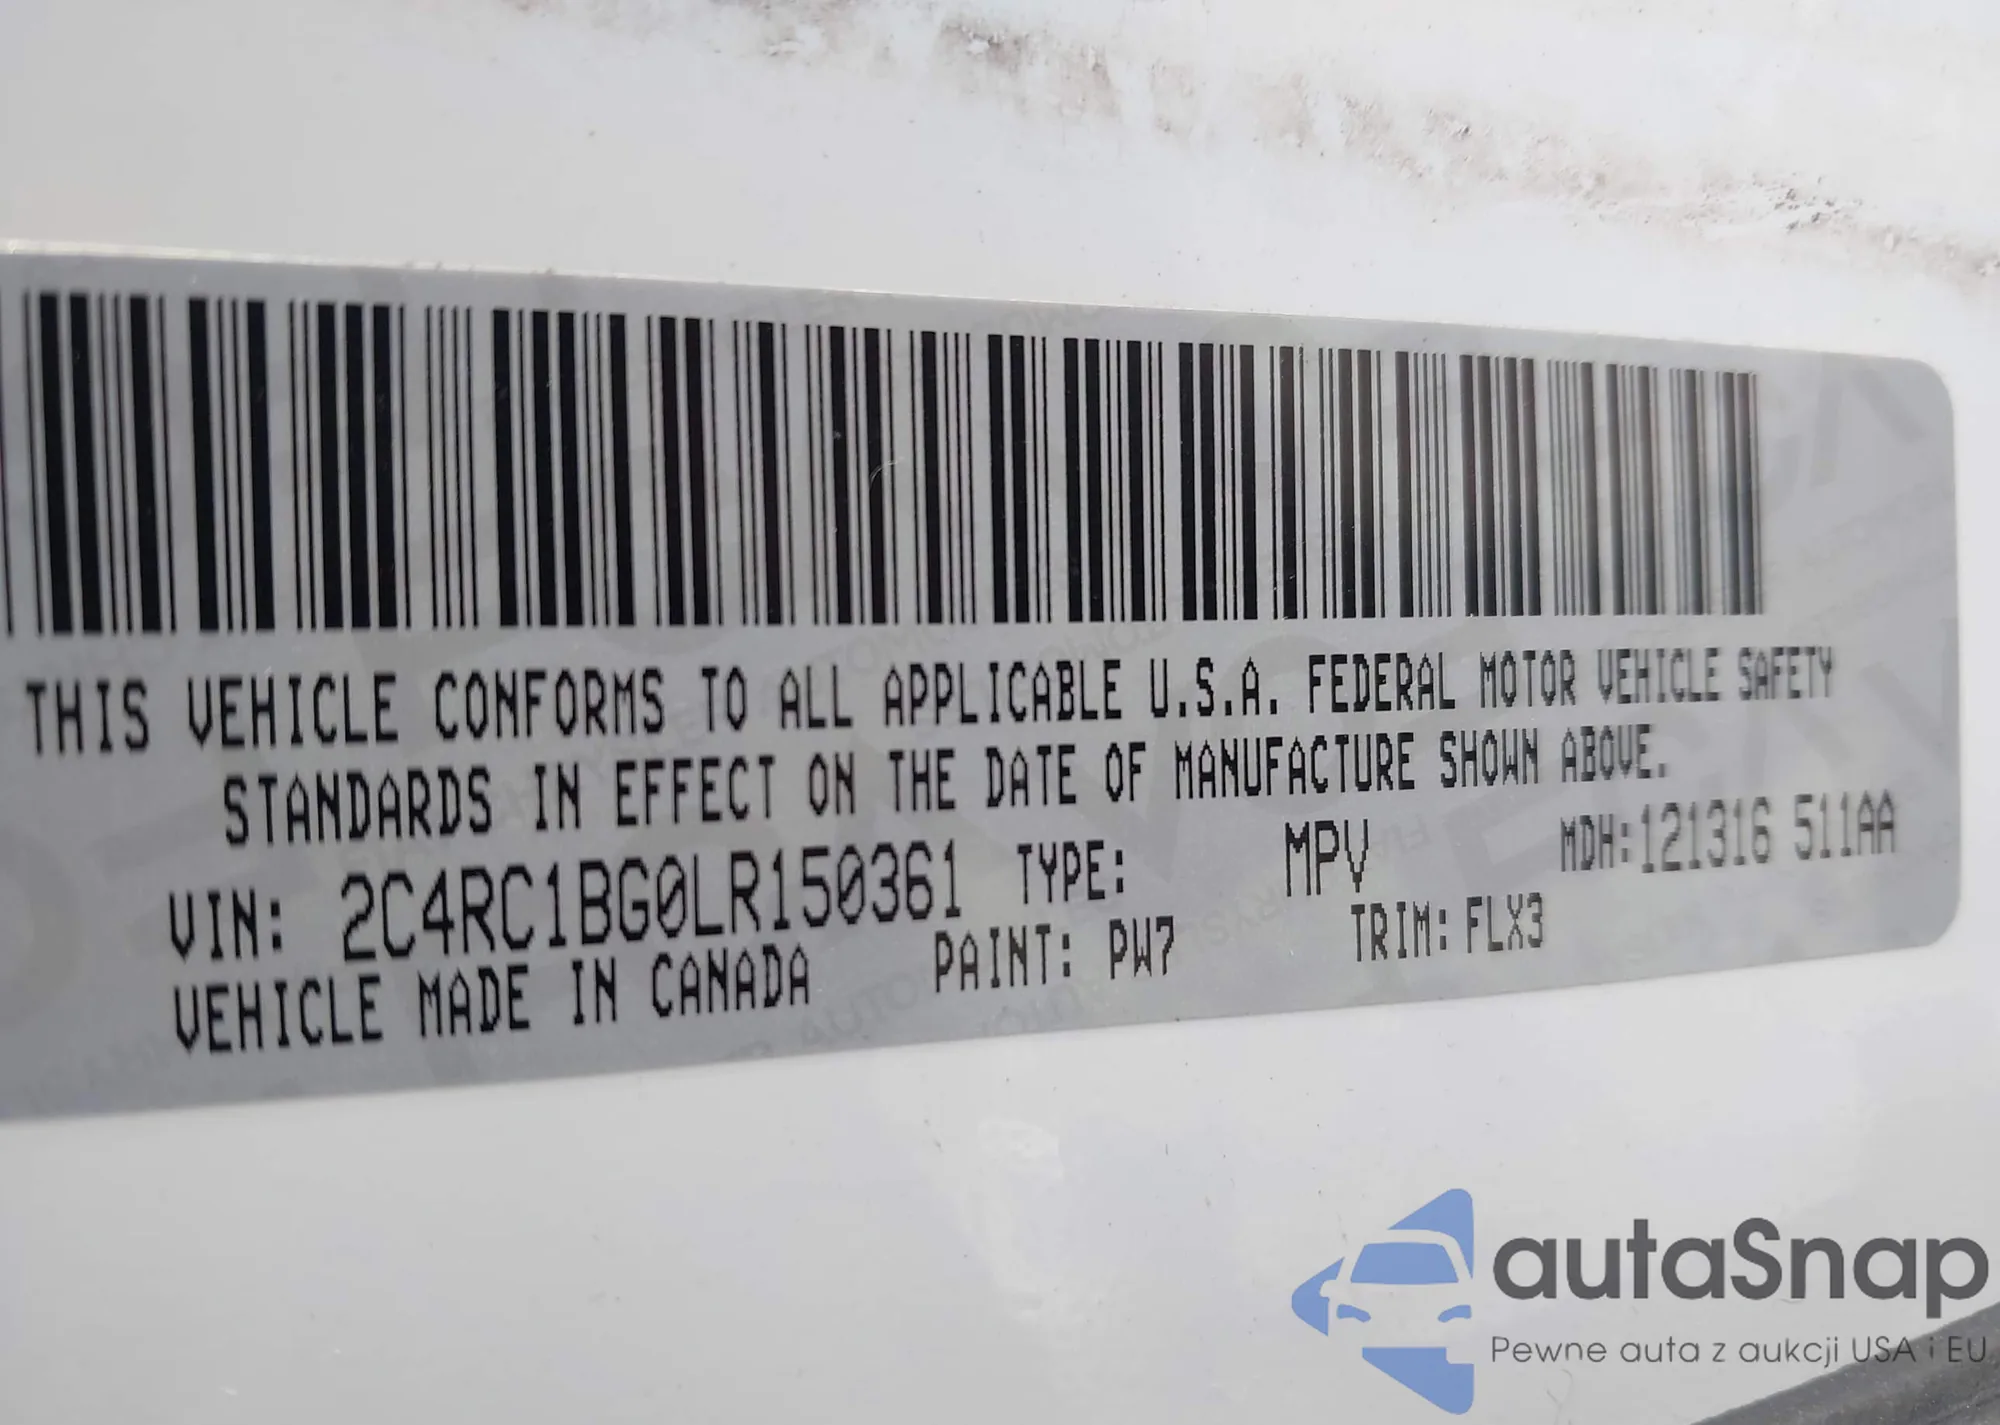 THIS VEHICLE CONFORMS TO ALL APPLICABLE U.S.A. FEDERAL MOTOR VEHICLE SAFETY
STANDARDS IN EFFECT ON THE DATE OF MANUFACTURE SHOWN ABOVE.
VIN: 2C4RC1BG0LR150361 TYPE: MPV MDH:121316 511AA
VEHICLE MADE IN CANADA PAINT: PW7 TRIM: FLX3
autaSnap
Pewne auta z aukcji USA i EU